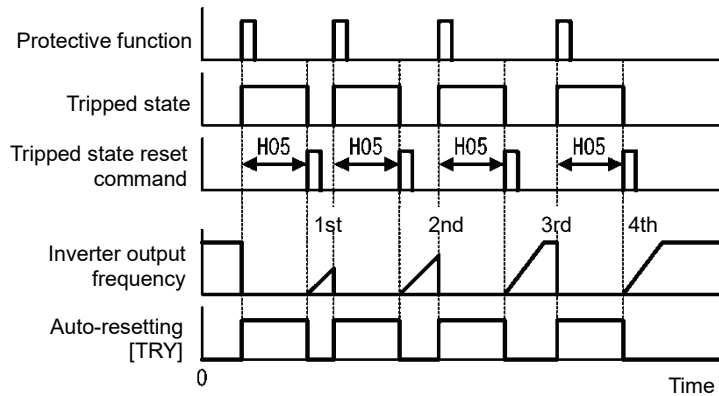 Protective function
Tripped state
H05 H05 H05 H05
Tripped state reset
command
1st 2nd 3rd 4th
Inverter output
frequency
Auto-resetting
[TRY]
0
Time